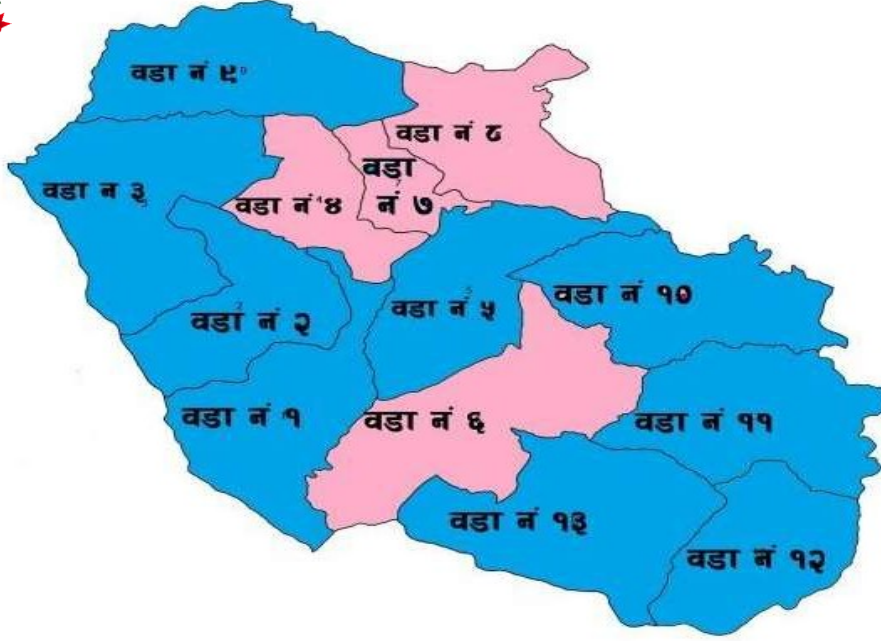 वडा नं ९
वडा नं ८
वडा
नं ७
वडा न ३
वडा नं ४
वडा नं १०
वडा नं ५
वडां नं २
वडा नं १
वडा नं ६
वडा नं ११
वडा नं १३
वडा नं १२